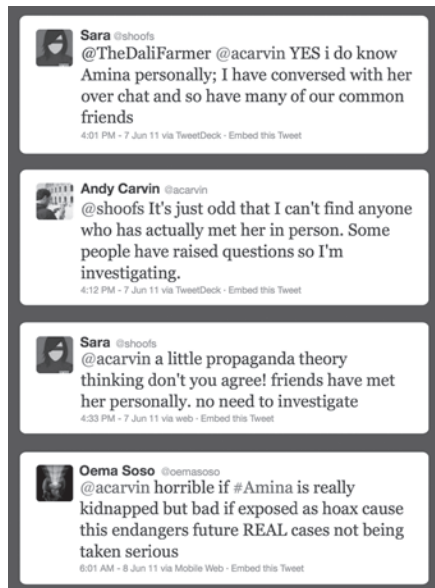 Sara @shoofs
@TheDaliFarmer @acarvin YES i do know
Amina personally; I have conversed with her
over chat and so have many of our common
friends
4:01 PM - 7 Jun 11 via TweetDeck · Embed this Tweet
Andy Carvin @acarvin
@shoofs It's just odd that I can't find anyone
who has actually met her in person. Some
people have raised questions so I'm
investigating.
4:12 PM - 7 Jun 11 via TweetDeck · Embed this Tweet
Sara @shoofs
@acarvin a little propaganda theory
thinking don't you agree! friends have met
her personally. no need to investigate
4:33 PM - 7 Jun 11 via web · Embed this Tweet
Oema Soso @oemasoso
@acarvin horrible if #Amina is really
kidnapped but bad if exposed as hoax cause
this endangers future REAL cases not being
taken serious
6:01 AM - 8 Jun 11 via Mobile Web · Embed this Tweet